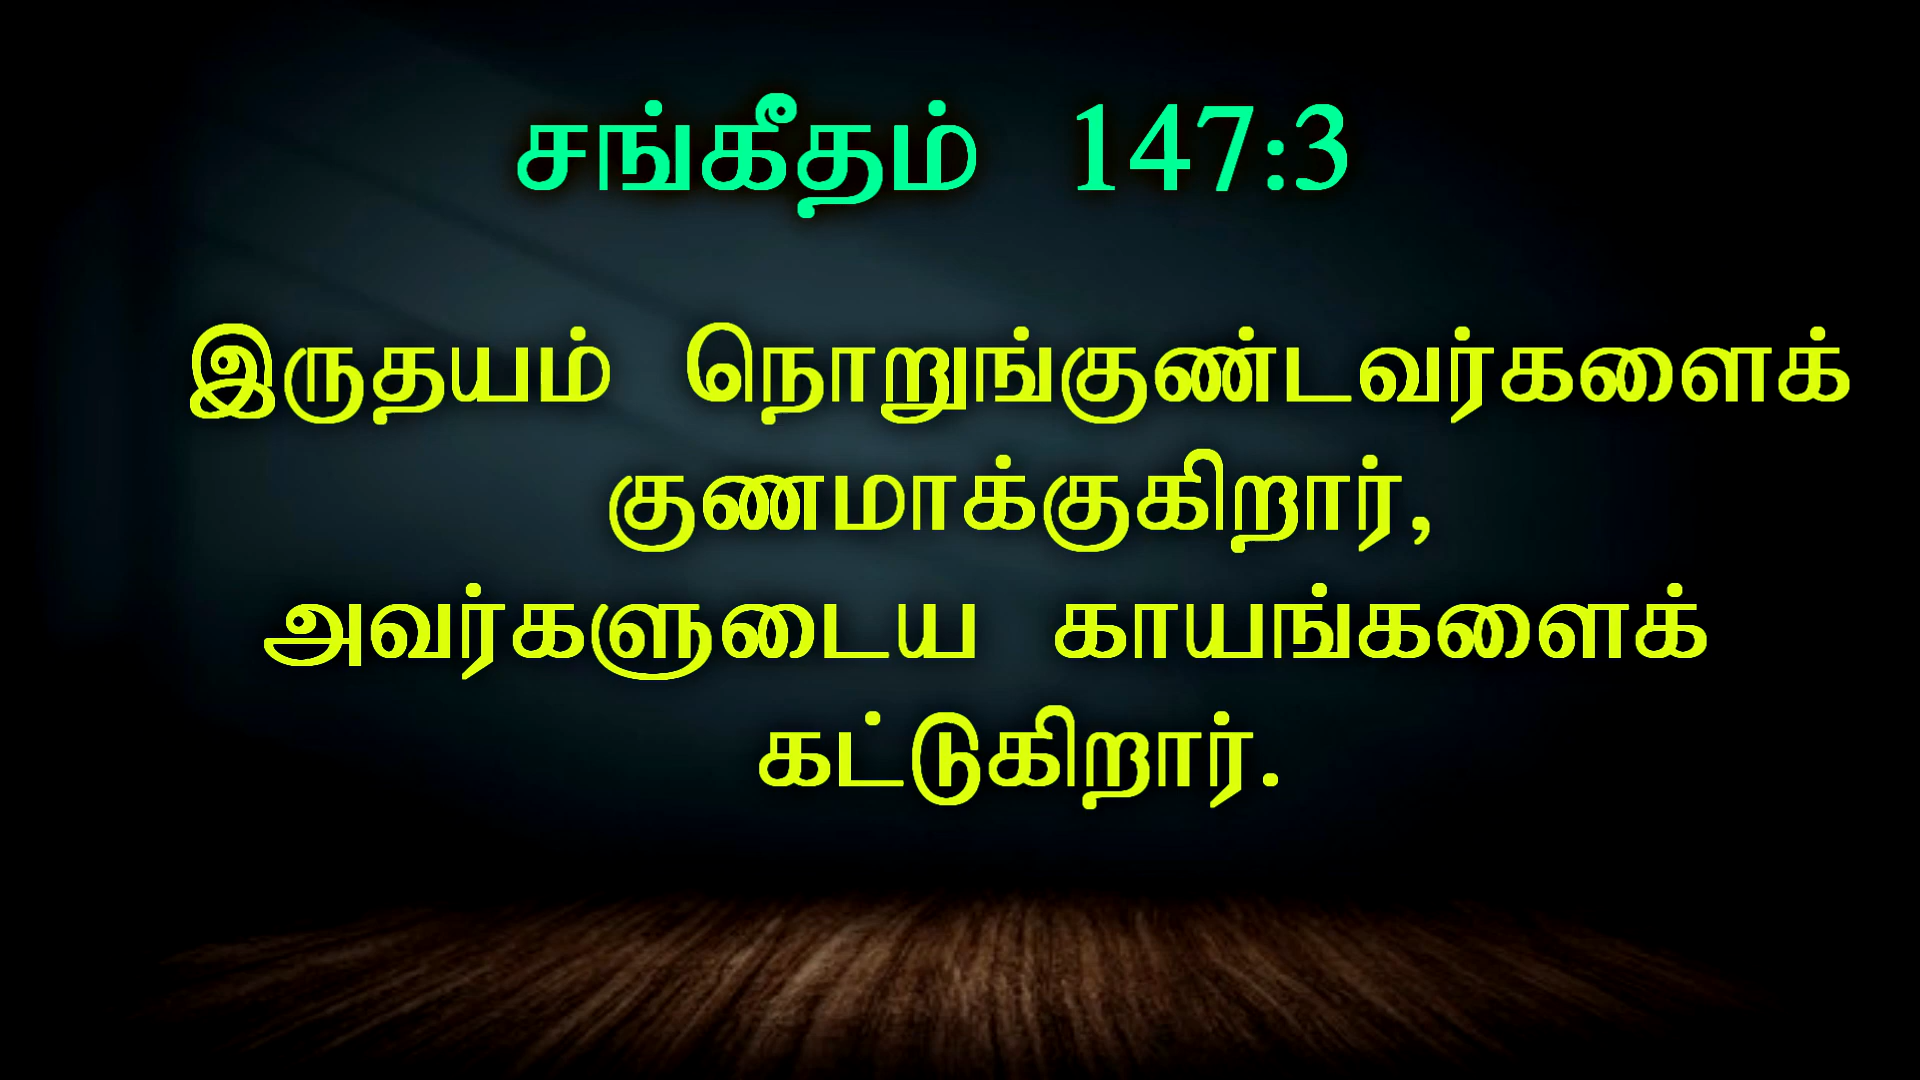 சங்கீதம் 147:3
இருதயம் நொறுங்குண்டவர்களைக்
குணமாக்குகிறார்,
அவர்களுடைய காயங்களைக்
கட்டுகிறார்.